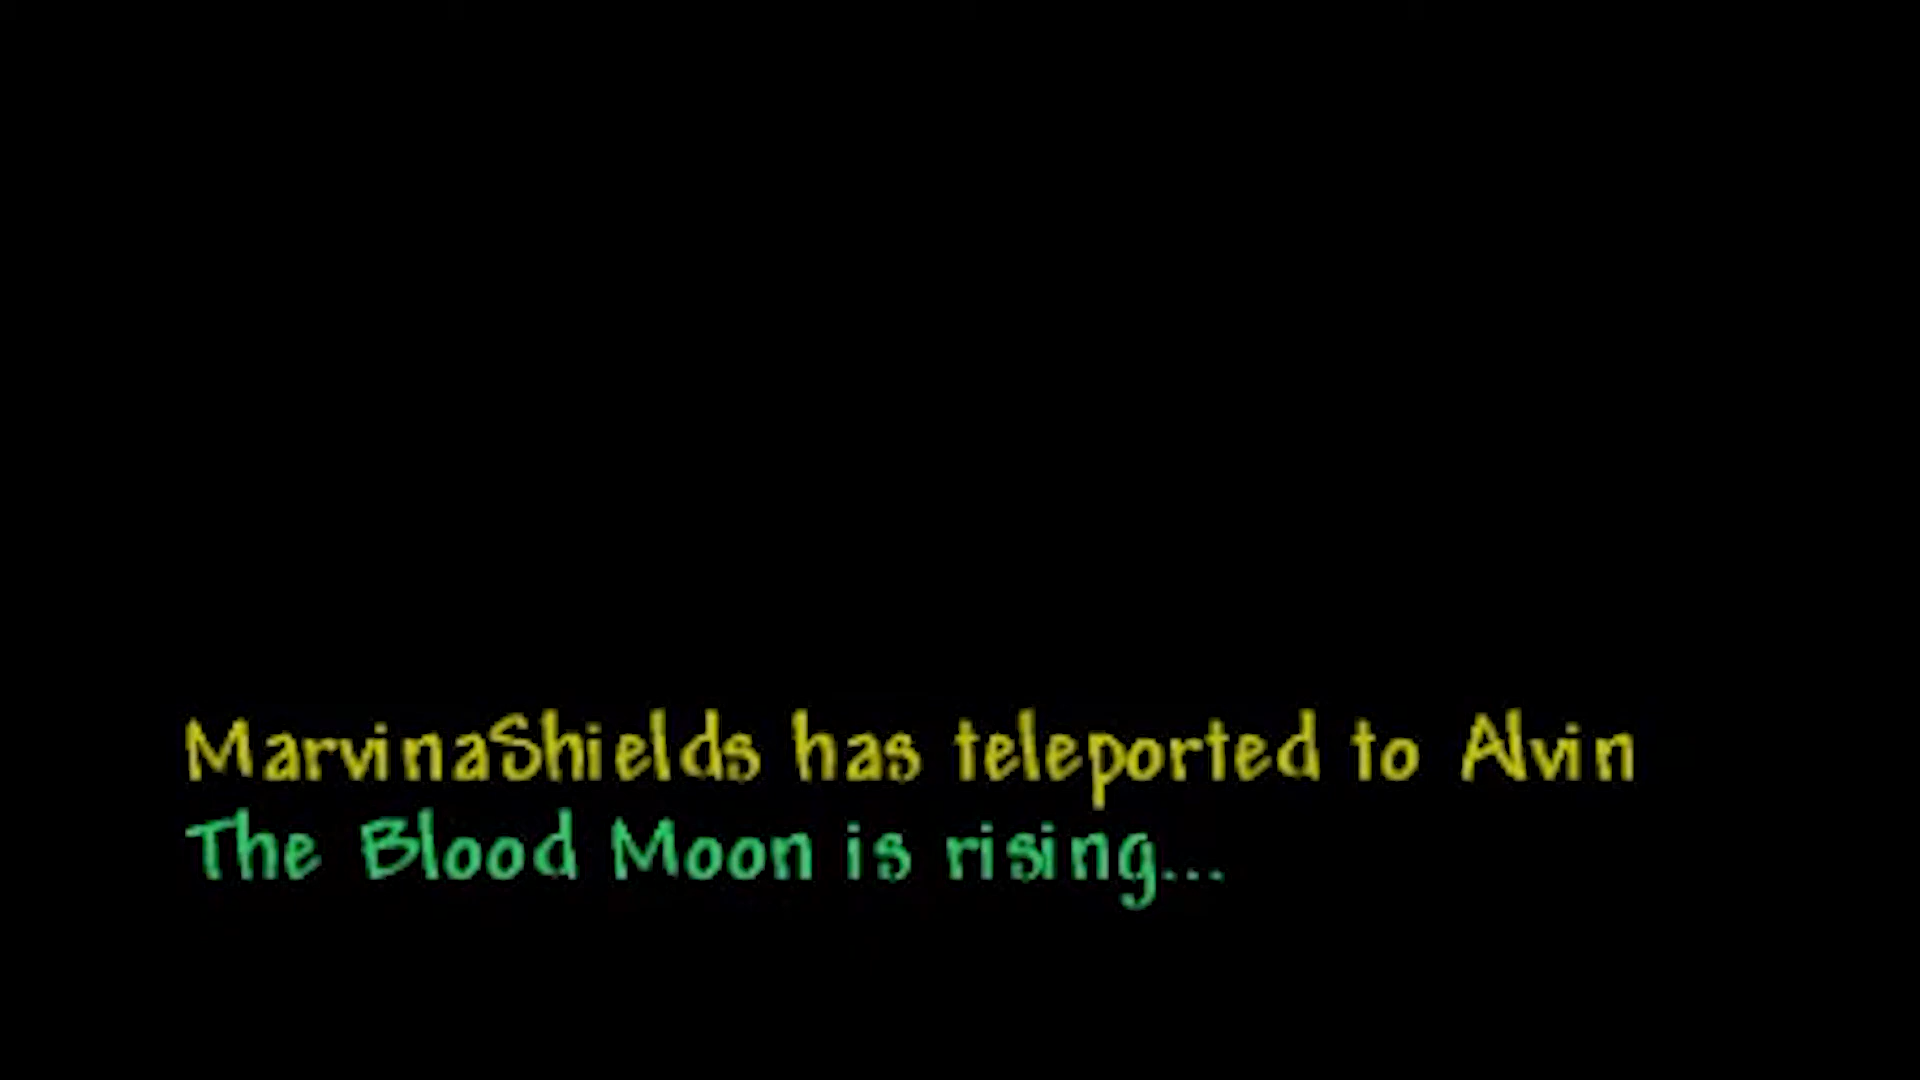 MarvinaShields has teleported to Alvin
The Blood Moon is rising...